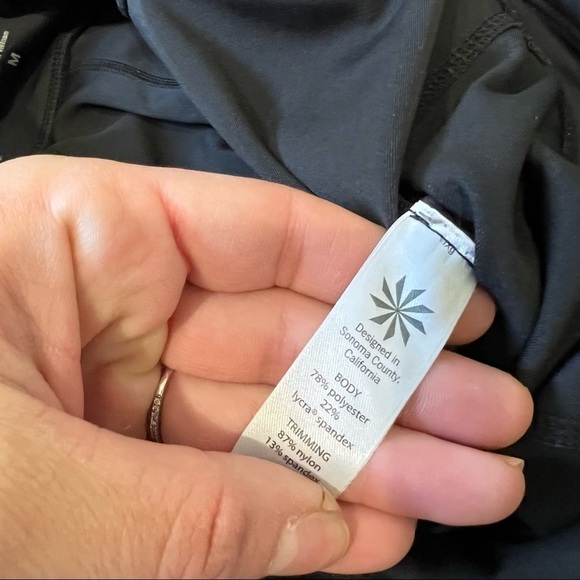 M
Designed in
Sonoma County,
California
BODY
78% polyester
22%
lycra® spandex
TRIMMING
87% nylon
13% spandex